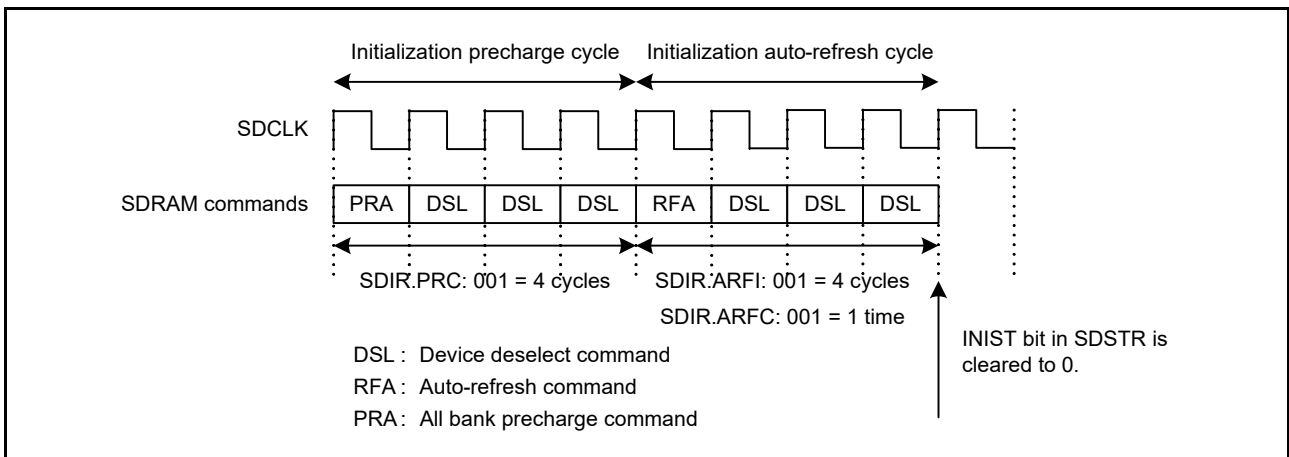 Initialization precharge cycle Initialization auto-refresh cycle
SDCLK
SDRAM commands PRA DSL DSL DSL RFA DSL DSL DSL
SDIR.PRC: 001 = 4 cycles SDIR.ARFI: 001 = 4 cycles
SDIR.ARFC: 001 = 1 time
INIST bit in SDSTR is
cleared to 0.
DSL : Device deselect command
RFA : Auto-refresh command
PRA : All bank precharge command